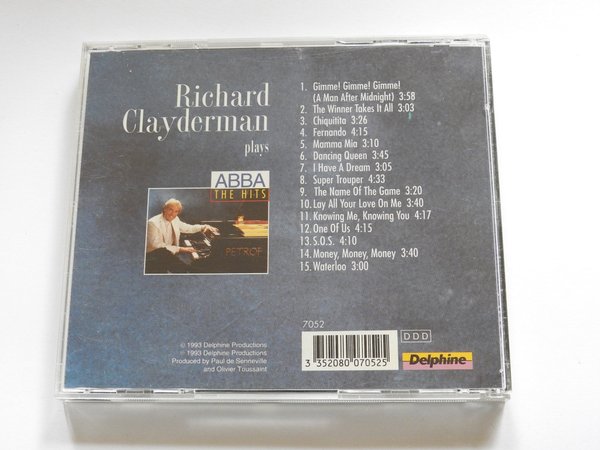 Richard
Clayderman
plays
ABBA
THE HITS
PETROF
1. Gimme! Gimme! Gimme!
(A Man After Midnight) 3:58
2. The Winner Takes It All 3:03
3. Chiquitita 3:26
4. Fernando 4:15
5. Mamma Mia 3:10
6. Dancing Queen 3:45
7. I Have A Dream 3:05
8. Super Trouper 4:33
9. The Name Of The Game 3:20
10. Lay All Your Love On Me 3:40
11. Knowing Me, Knowing You 4:17
12. One Of Us 4:15
13. S.O.S. 4:10
14. Money, Money, Money 3:40
15. Waterloo 3:00
℗ 1993 Delphine Productions
© 1993 Delphine Productions
Produced by Paul de Senneville
and Olivier Toussaint
7052
3 352080 070525
DDD
Delphine